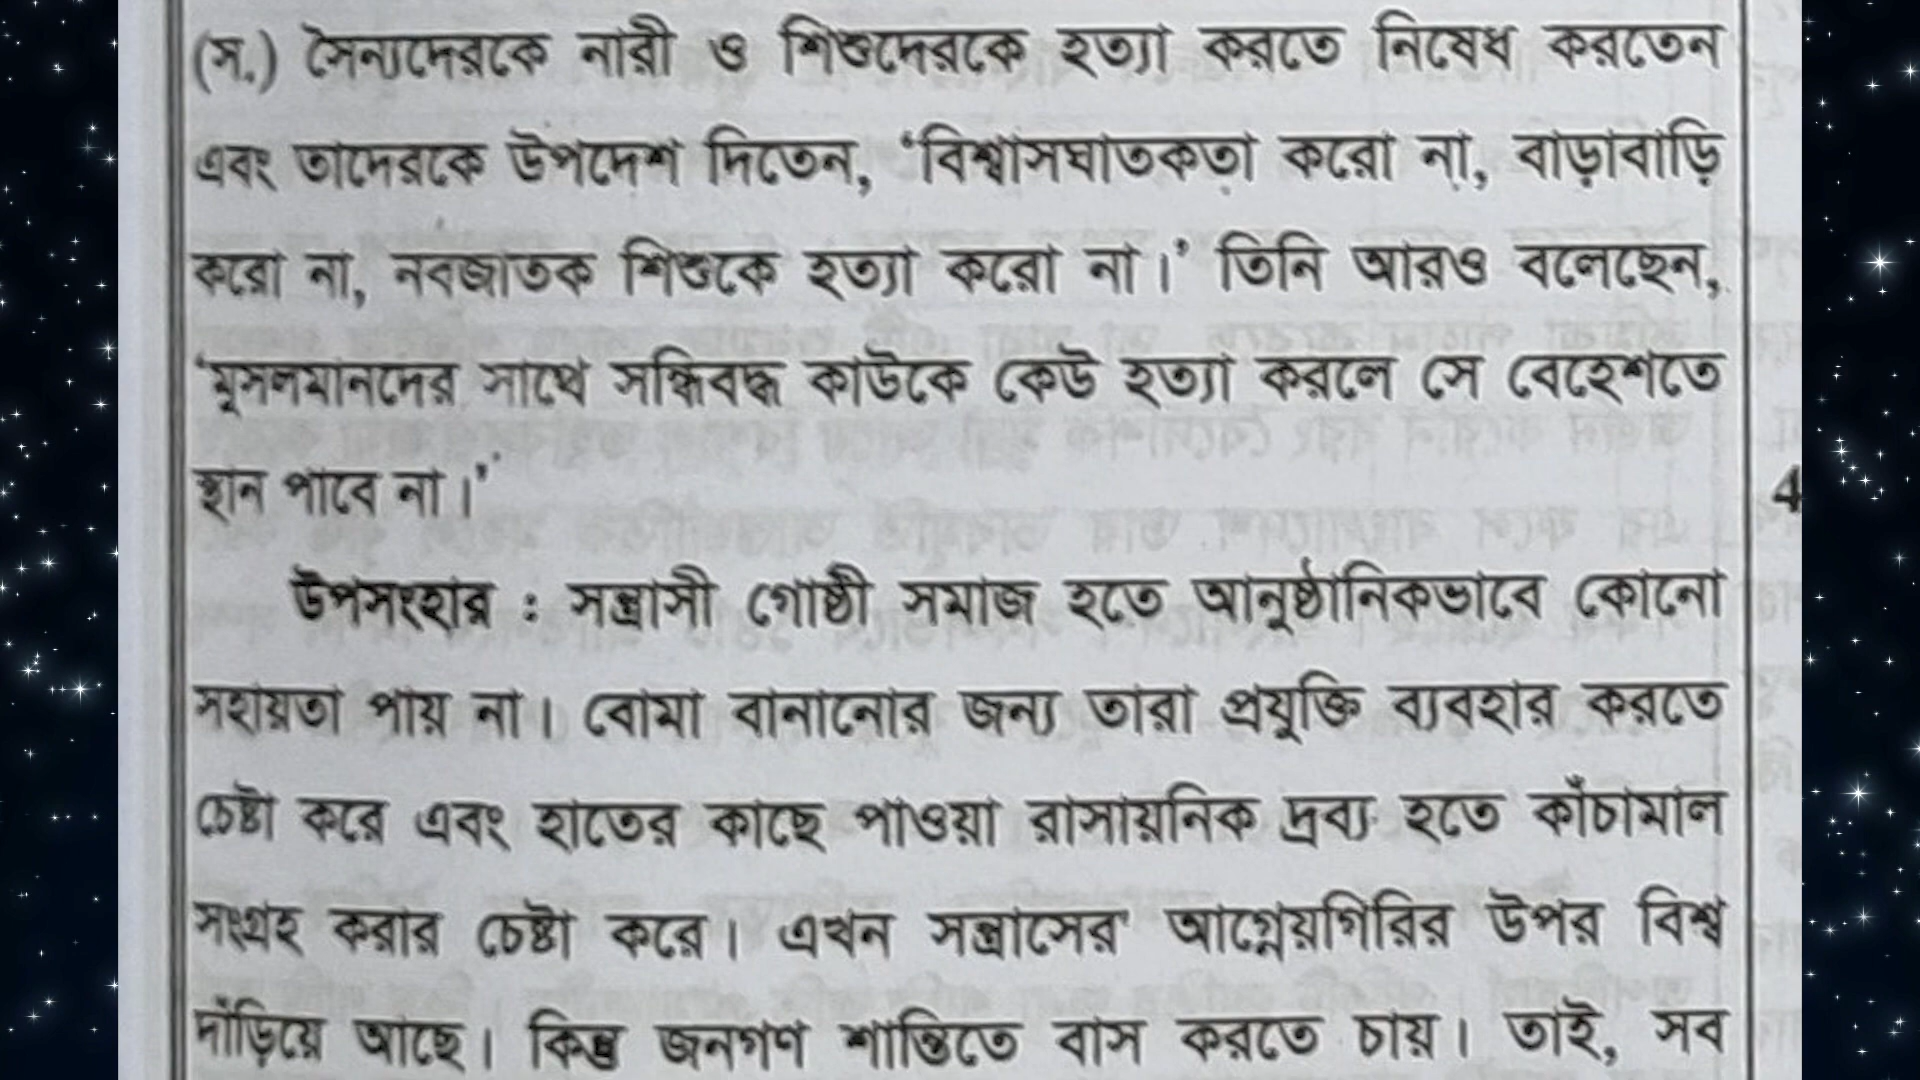 (স.) সৈন্যদেরকে নারী ও শিশুদেরকে হত্যা করতে নিষেধ করতেন
এবং তাদেরকে উপদেশ দিতেন, ‘বিশ্বাসঘাতকতা করো না, বাড়াবাড়ি
করো না, নবজাতক শিশুকে হত্যা করো না।’ তিনি আরও বলেছেন,
‘মুসলমানদের সাথে সন্ধিবদ্ধ কাউকে কেউ হত্যা করলে সে বেহেশতে
স্থান পাবে না।’
4
উপসংহার : সন্ত্রাসী গোষ্ঠী সমাজ হতে আনুষ্ঠানিকভাবে কোনো
সহায়তা পায় না। বোমা বানানোর জন্য তারা প্রযুক্তি ব্যবহার করতে
চেষ্টা করে এবং হাতের কাছে পাওয়া রাসায়নিক দ্রব্য হতে কাঁচামাল
সংগ্রহ করার চেষ্টা করে। এখন সন্ত্রাসের আগ্নেয়গিরির উপর বিশ্ব
দাঁড়িয়ে আছে। কিন্তু জনগণ শান্তিতে বাস করতে চায়। তাই, সব